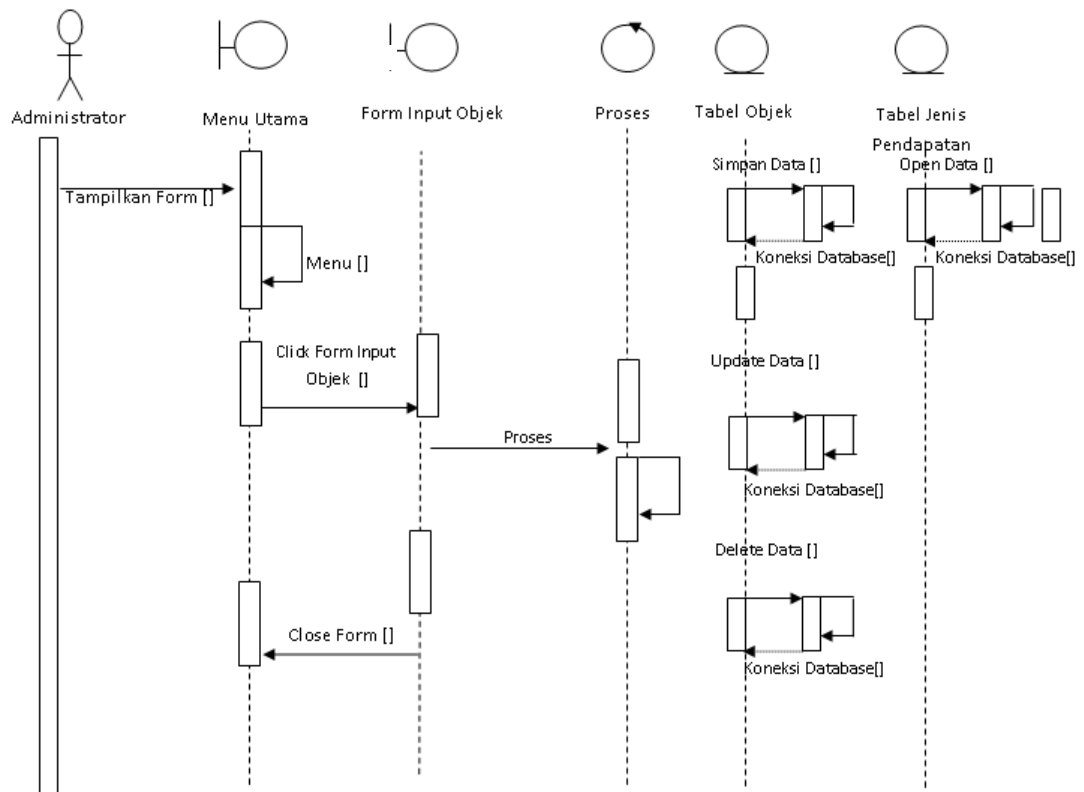 Administrator
Menu Utama
Form Input Objek
Proses
Tabel Objek
Tabel Jenis
Pendapatan
Simpan Data []
Open Data []
Tampilkan Form []
Koneksi Database[]
Koneksi Database[]
Menu []
Click Form Input
Objek []
Update Data []
Proses
Koneksi Database[]
Delete Data []
Close Form []
Koneksi Database[]